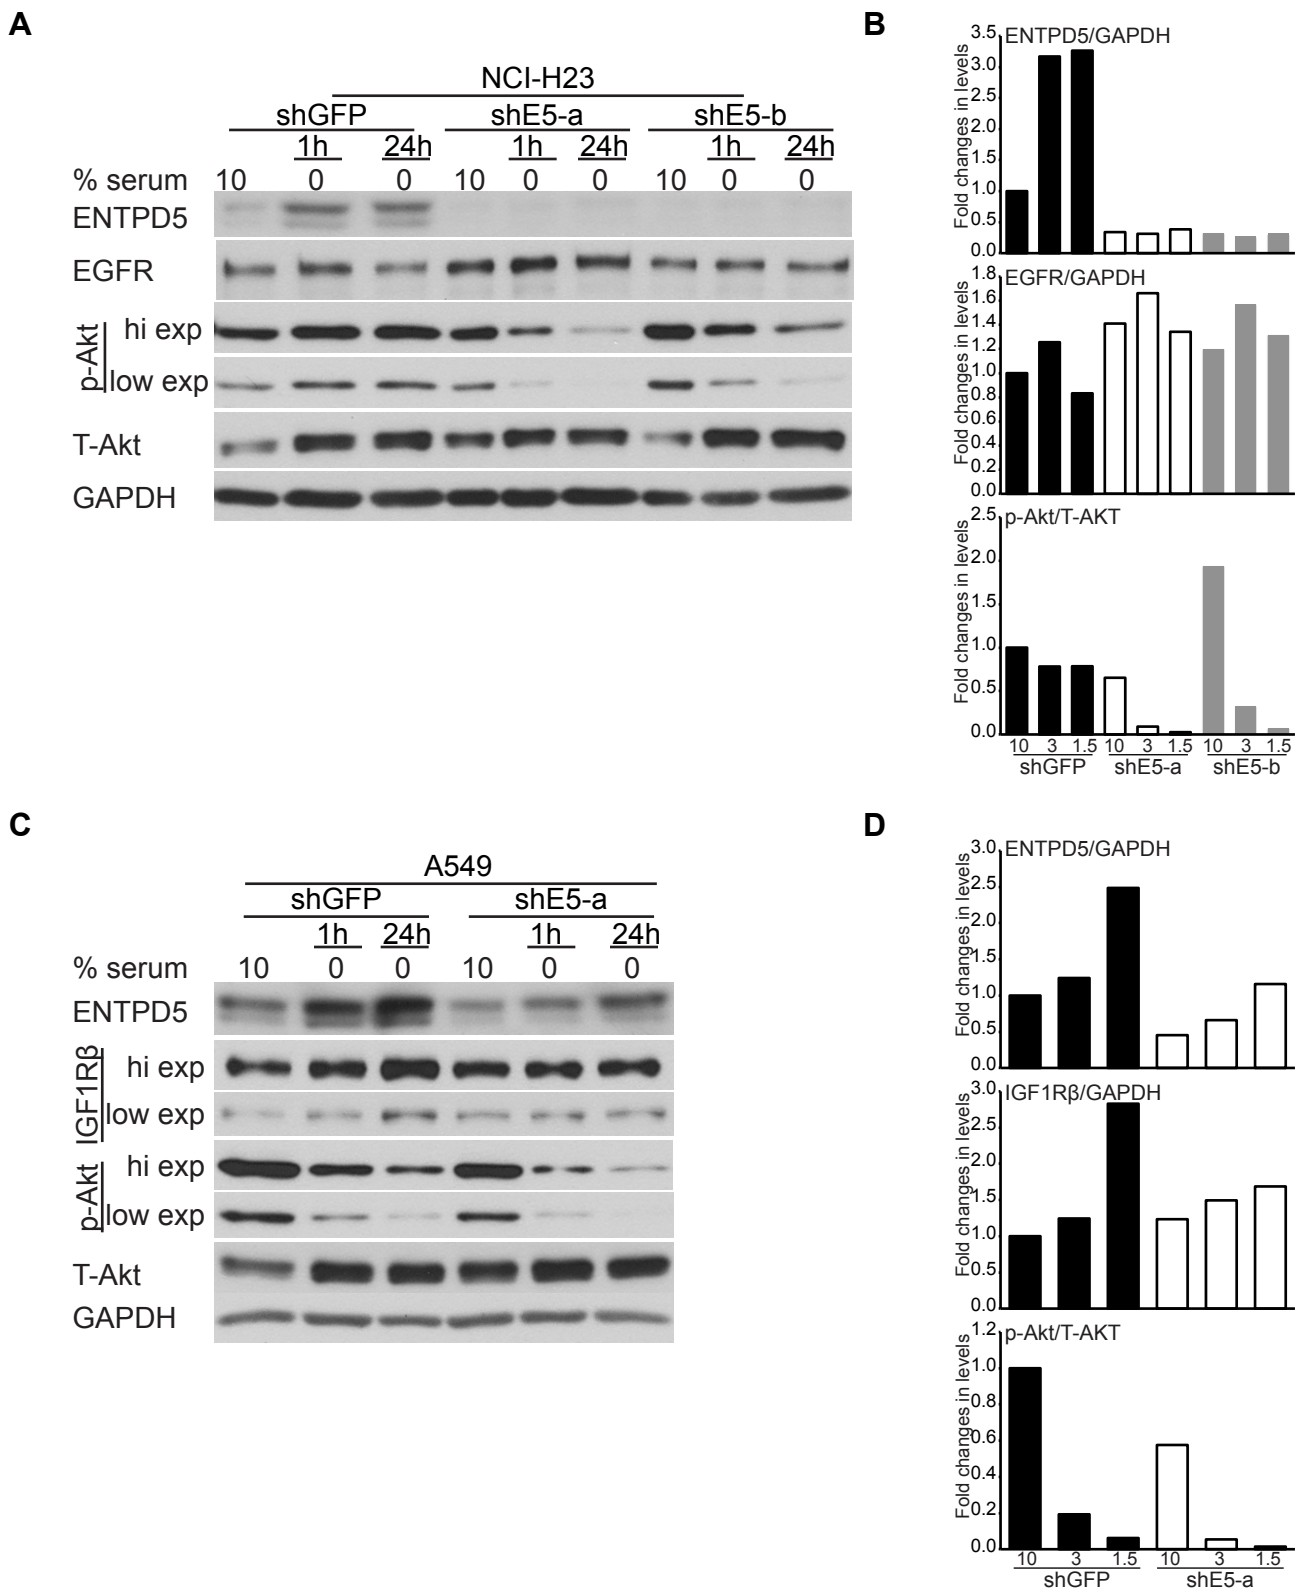 A
NCI-H23
shGFP shE5-a shE5-b
1h 24h 1h 24h 1h 24h
% serum 10 0 0 10 0 0 10 0 0
ENTPD5
EGFR
p-Akt
hi exp
low exp
T-Akt
GAPDH
B
ENTPD5/GAPDH
Fold changes in levels
3.5
3.0
2.5
2.0
1.5
1.0
0.5
0.0
EGFR/GAPDH
Fold changes in levels
1.8
1.6
1.4
1.2
1.0
0.8
0.6
0.4
0.2
0.0
p-Akt/T-AKT
Fold changes in levels
2.5
2.0
1.5
1.0
0.5
0.0
10 3 1.5 10 3 1.5 10 3 1.5
shGFP shE5-a shE5-b
C
A549
shGFP shE5-a
1h 24h 1h 24h
% serum 10 0 0 10 0 0
ENTPD5
IGF1Rβ
hi exp
low exp
p-Akt
hi exp
low exp
T-Akt
GAPDH
D
ENTPD5/GAPDH
Fold changes in levels
3.0
2.5
2.0
1.5
1.0
0.5
0.0
IGF1Rβ/GAPDH
Fold changes in levels
3.0
2.5
2.0
1.5
1.0
0.5
0.0
p-Akt/T-AKT
Fold changes in levels
1.2
1.0
0.8
0.6
0.4
0.2
0.0
10 3 1.5 10 3 1.5
shGFP shE5-a